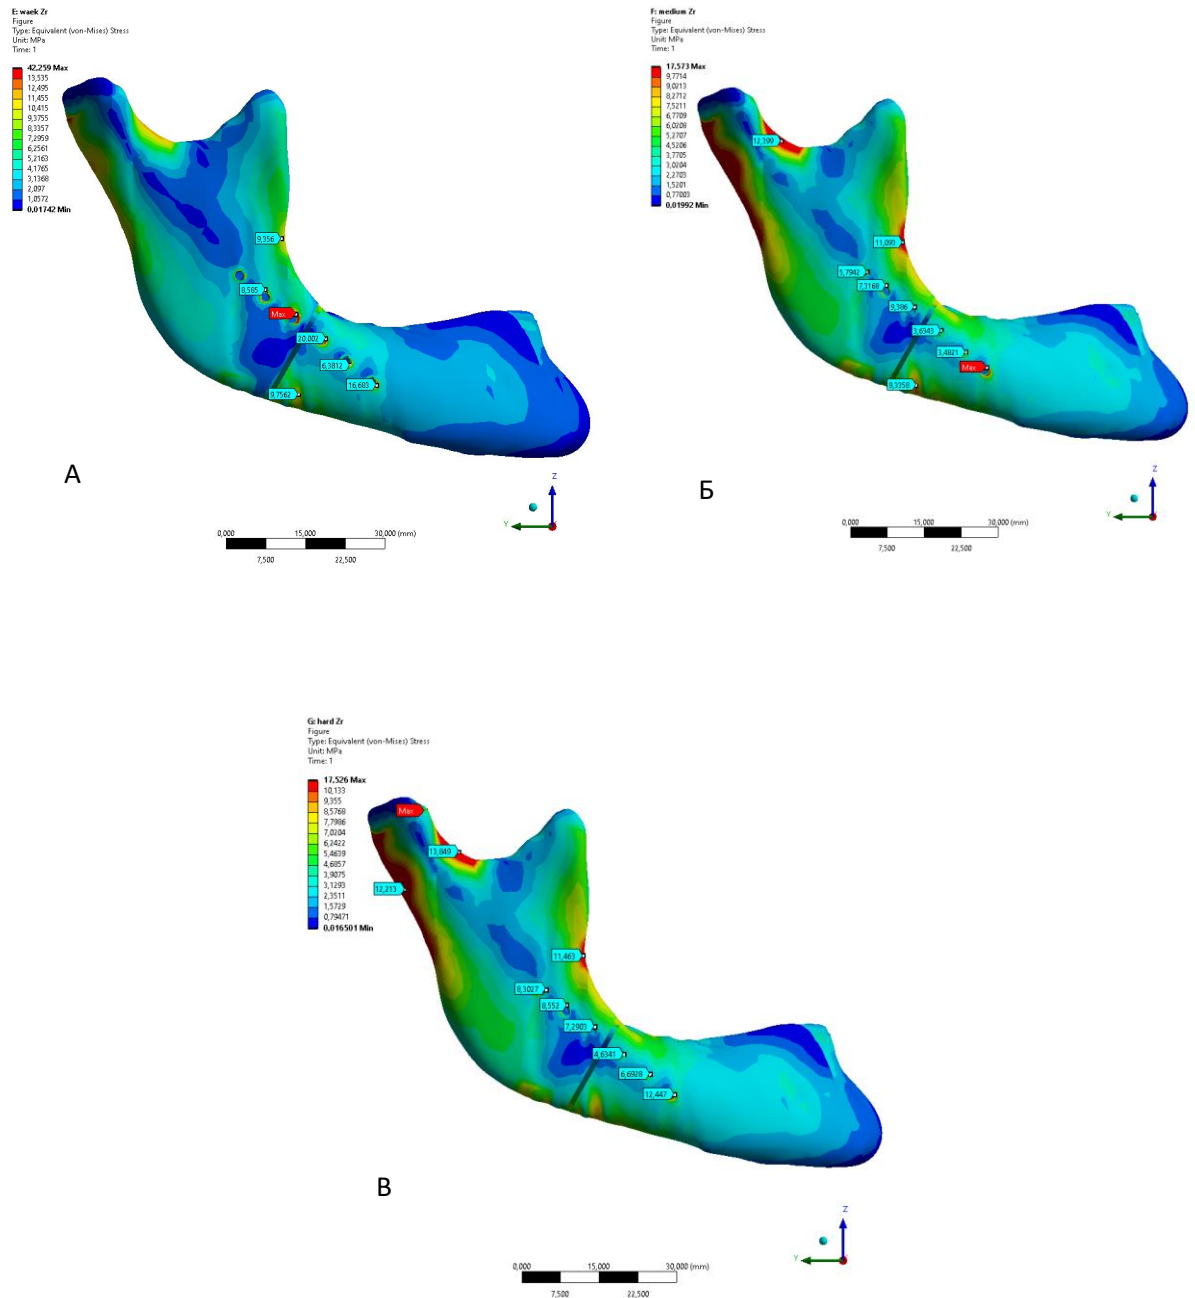 E: waek Zr
Figure
Type: Equivalent (von-Mises) Stress
Unit: MPa
Time: 1
42,259 Max
13,535
12,495
11,455
10,415
9,3755
8,3357
7,2959
6,2561
5,2163
4,1765
3,1368
2,097
1,0572
0,01742 Min
9,356
8,585
Max
20,002
6,3812
16,683
9,7562
А
Z
Y
0,000
15,000
30,000 (mm)
7,500
22,500
F: medium Zr
Figure
Type: Equivalent (von-Mises) Stress
Unit: MPa
Time: 1
17,573 Max
9,7714
9,0213
8,2712
7,5211
6,7709
6,0208
5,2707
4,5206
3,7705
3,0204
2,2703
1,5201
0,77003
0,01992 Min
12,399
11,093
5,7942
7,3168
9,386
3,6343
3,4821
Max
9,3358
Б
Z
Y
0,000
15,000
30,000 (mm)
7,500
22,500
G: hard Zr
Figure
Type: Equivalent (von-Mises) Stress
Unit: MPa
Time: 1
17,526 Max
10,133
9,355
8,5768
7,7986
7,0204
6,2422
5,4639
4,6857
3,9075
3,1293
2,3511
1,5729
0,79471
0,016501 Min
Max
13,849
12,213
11,463
8,3027
8,552
7,2903
4,6341
6,6928
12,447
В
Z
Y
0,000
15,000
30,000 (mm)
7,500
22,500